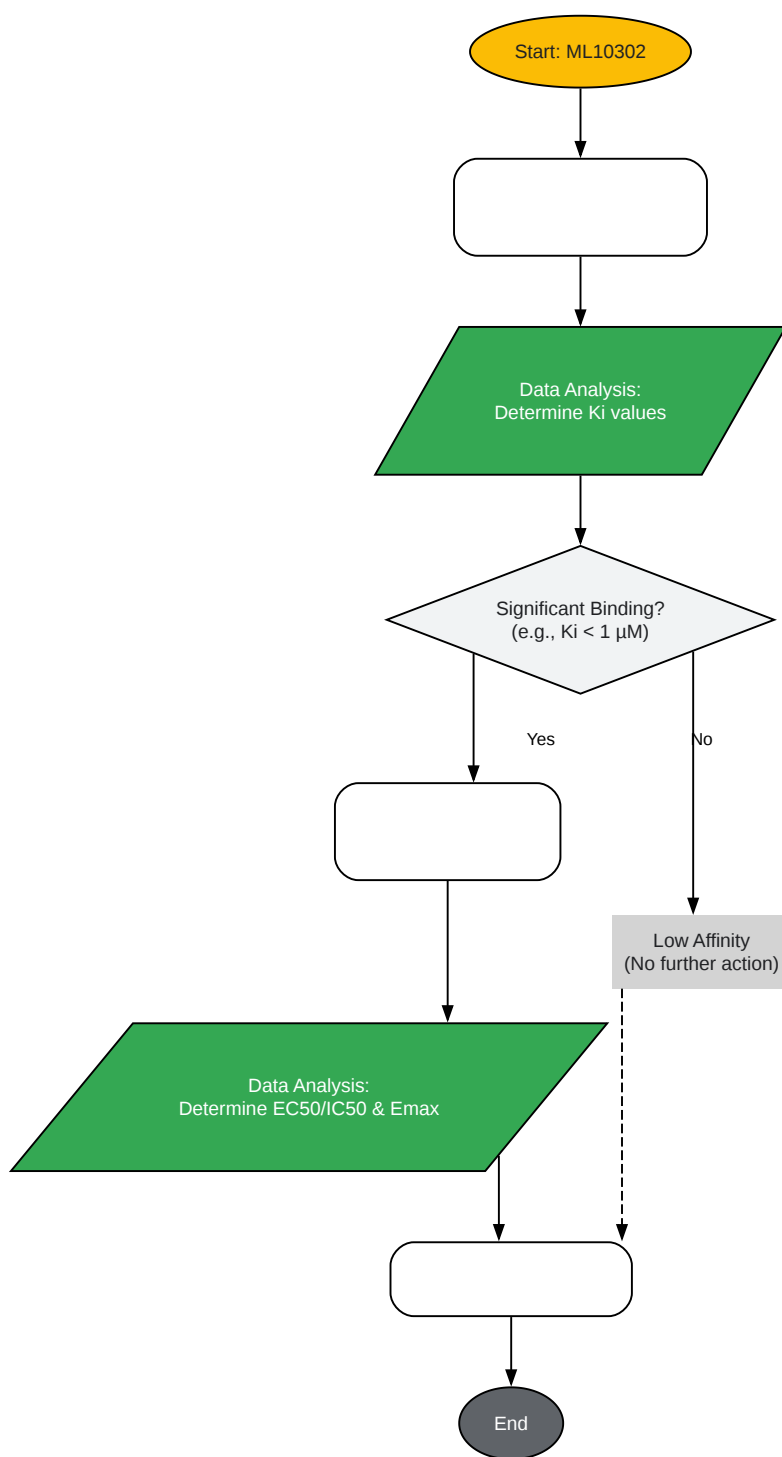 Start: ML10302
Data Analysis:
Determine Ki values
Significant Binding?
(e.g., Ki < 1 µM)
Yes
No
Low Affinity
(No further action)
Data Analysis:
Determine EC50/IC50 & Emax
End